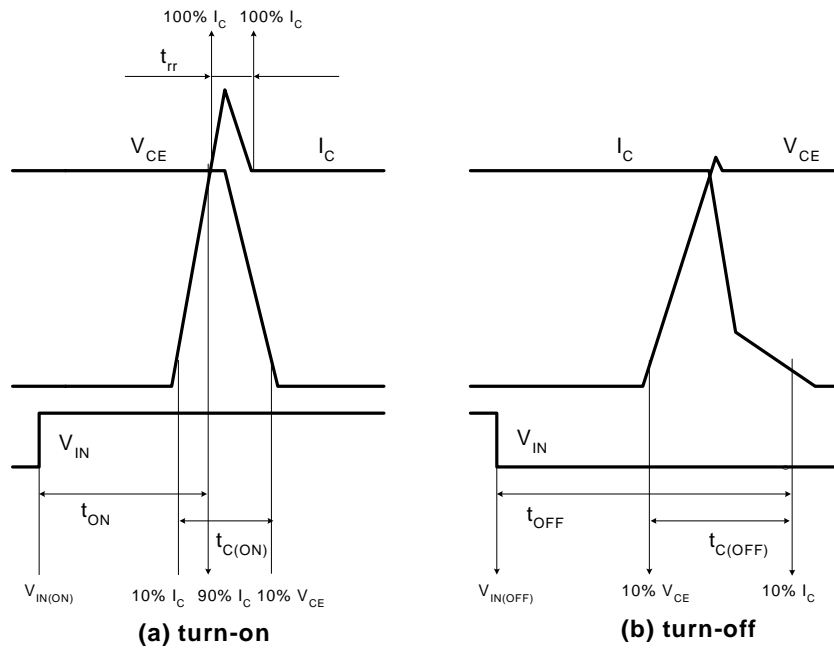 100% I_C 100% I_C
t_rr
V_CE I_C
I_C V_CE
V_IN
V_IN
t_ON
t_OFF
t_C(ON)
t_C(OFF)
V_IN(ON) 10% I_C 90% I_C 10% V_CE
V_IN(OFF) 10% V_CE 10% I_C
(a) turn-on
(b) turn-off